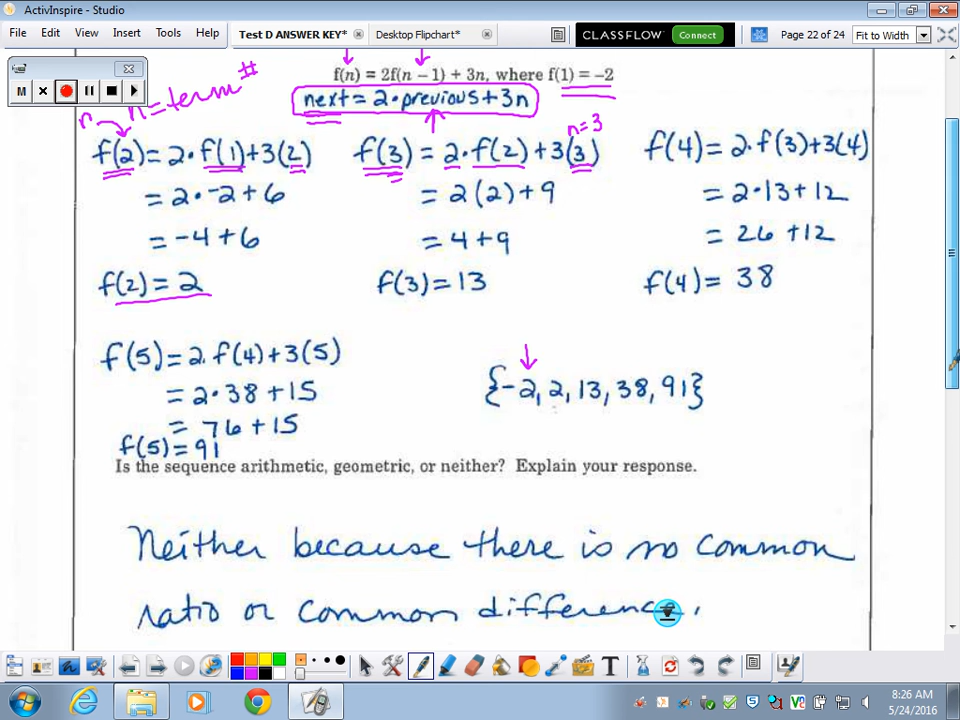 ActivInspire - Studio
File Edit View Insert Tools Help Test D ANSWER KEY* Desktop Flipchart* CLASSFLOW Connect Page 22 of 24 Fit to Width
f(n) = 2f(n − 1) + 3n, where f(1) = −2
M
n = term #
next = 2•previous + 3n
n
n=3
f(2) = 2•f(1)+3(2)
= 2•-2+6
= -4+6
f(2) = 2
f(3) = 2•f(2)+3(3)
= 2(2)+9
= 4+9
f(3) = 13
f(4) = 2•f(3)+3(4)
= 2•13+12
= 26+12
f(4) = 38
f(5) = 2•f(4)+3(5)
= 2•38+15
= 76+15
f(5) = 91
{-2, 2, 13, 38, 91}
Is the sequence arithmetic, geometric, or neither? Explain your response.
Neither because there is no common
ratio or common difference.
8:26 AM
5/24/2016